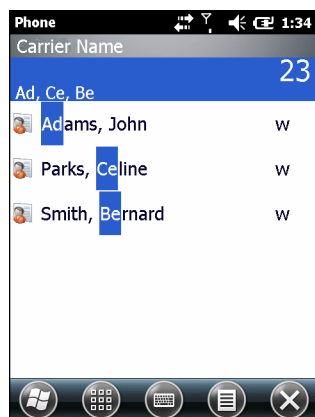 Phone 1:34
Carrier Name
23
Ad, Ce, Be
Adams, John w
Parks, Celine w
Smith, Bernard w